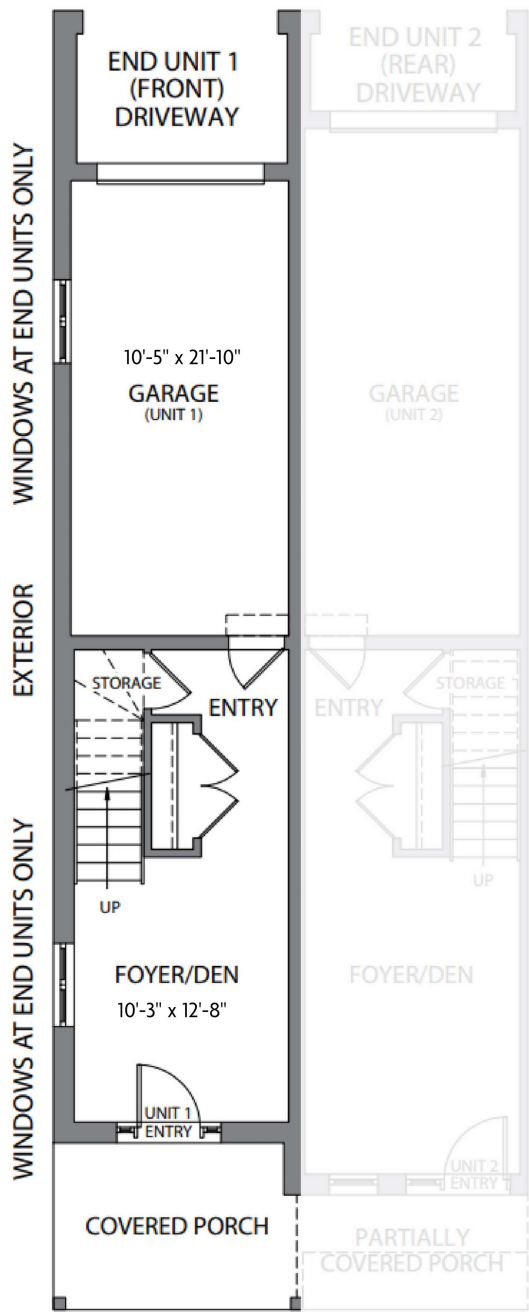 END UNIT 1
(FRONT)
DRIVEWAY
END UNIT 2
(REAR)
DRIVEWAY
WINDOWS AT END UNITS ONLY
10'-5" x 21'-10"
GARAGE
(UNIT 1)
GARAGE
(UNIT 2)
EXTERIOR
STORAGE
ENTRY
ENTRY
STORAGE
UP
UP
WINDOWS AT END UNITS ONLY
FOYER/DEN
10'-3" x 12'-8"
FOYER/DEN
UNIT 1
ENTRY
UNIT 2
ENTRY
COVERED PORCH
PARTIALLY
COVERED PORCH